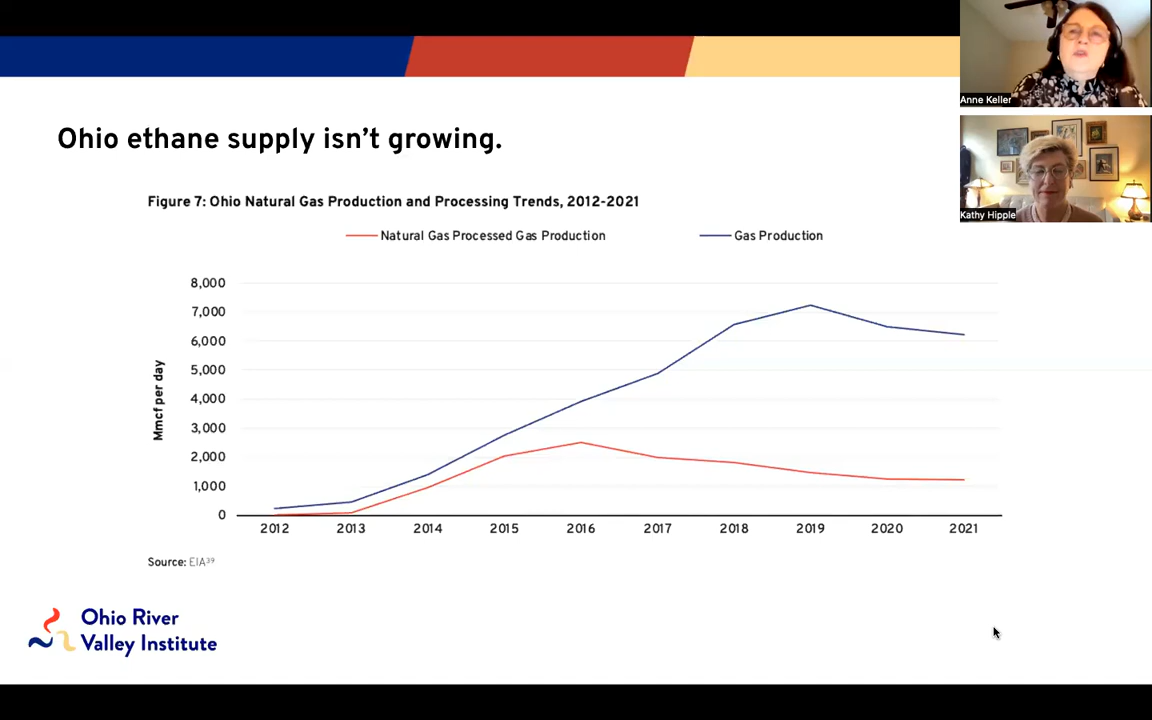 Anne Keller
Kathy Hipple
Ohio ethane supply isn’t growing.
Figure 7: Ohio Natural Gas Production and Processing Trends, 2012-2021
Natural Gas Processed Gas Production
Gas Production
Mmcf per day
8,000
7,000
6,000
5,000
4,000
3,000
2,000
1,000
0
2012 2013 2014 2015 2016 2017 2018 2019 2020 2021
Source: EIA³⁹
Ohio River
Valley Institute